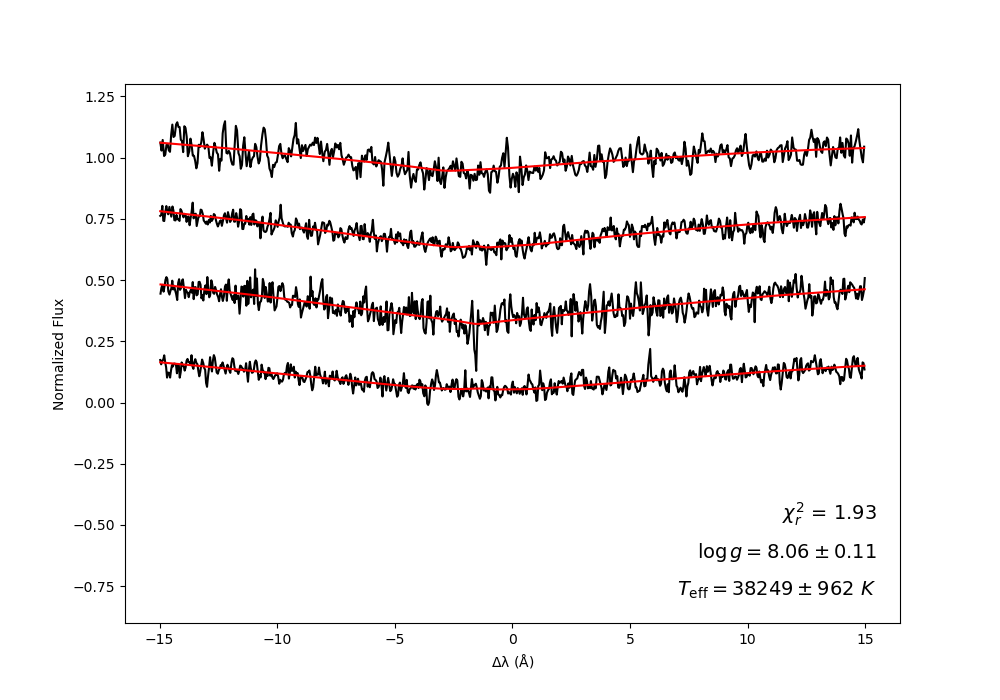 1.25
1.00
0.75
0.50
0.25
0.00
−0.25
−0.50
−0.75
Normalized Flux
χ²ᵣ = 1.93
log g = 8.06 ± 0.11
T_eff = 38249 ± 962 K
−15 −10 −5 0 5 10 15
Δλ (Å)